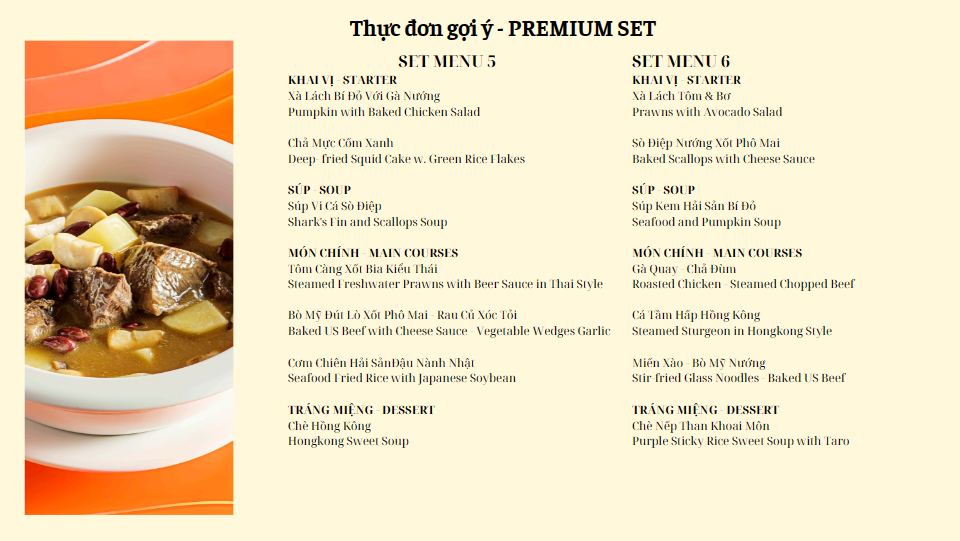 Thực đơn gợi ý - PREMIUM SET
SET MENU 5
KHAI VỊ - STARTER
Xà Lách Bí Đỏ Với Gà Nướng
Pumpkin with Baked Chicken Salad
Chả Mực Cốm Xanh
Deep- fried Squid Cake w. Green Rice Flakes
SÚP - SOUP
Súp Vi Cá Sò Điệp
Shark's Fin and Scallops Soup
MÓN CHÍNH - MAIN COURSES
Tôm Càng Xốt Bia Kiểu Thái
Steamed Freshwater Prawns with Beer Sauce in Thai Style
Bò Mỹ Đút Lò Xốt Phô Mai - Rau Củ Xóc Tỏi
Baked US Beef with Cheese Sauce - Vegetable Wedges Garlic
Cơm Chiên Hải SảnĐậu Nành Nhật
Seafood Fried Rice with Japanese Soybean
TRÁNG MIỆNG - DESSERT
Chè Hồng Kông
Hongkong Sweet Soup
SET MENU 6
KHAI VỊ - STARTER
Xà Lách Tôm & Bơ
Prawns with Avocado Salad
Sò Điệp Nướng Xốt Phô Mai
Baked Scallops with Cheese Sauce
SÚP - SOUP
Súp Kem Hải Sản Bí Đỏ
Seafood and Pumpkin Soup
MÓN CHÍNH - MAIN COURSES
Gà Quay - Chả Đùm
Roasted Chicken - Steamed Chopped Beef
Cá Tầm Hấp Hồng Kông
Steamed Sturgeon in Hongkong Style
Miến Xào - Bò Mỹ Nướng
Stir-fried Glass Noodles - Baked US Beef
TRÁNG MIỆNG - DESSERT
Chè Nếp Than Khoai Môn
Purple Sticky Rice Sweet Soup with Taro